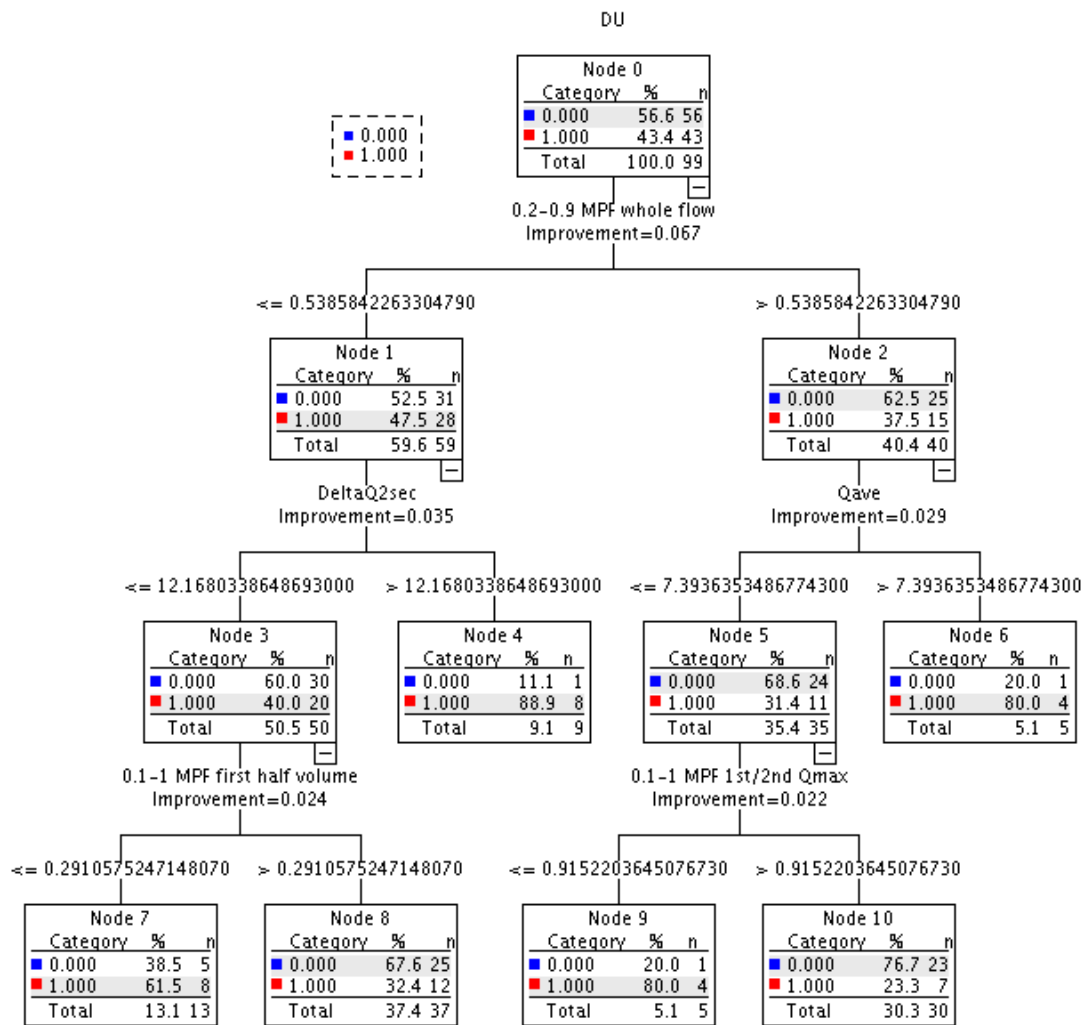 DU
Node 0
Category % n
0.000 56.6 56
1.000 43.4 43
Total 100.0 99
0.000
1.000
0.2-0.9 MPF whole flow
Improvement=0.067
<= 0.5385842263304790
> 0.5385842263304790
Node 1
Category % n
0.000 52.5 31
1.000 47.5 28
Total 59.6 59
Node 2
Category % n
0.000 62.5 25
1.000 37.5 15
Total 40.4 40
DeltaQ2sec
Improvement=0.035
Qave
Improvement=0.029
<= 12.1680338648693000
> 12.1680338648693000
<= 7.3936353486774300
> 7.3936353486774300
Node 3
Category % n
0.000 60.0 30
1.000 40.0 20
Total 50.5 50
Node 4
Category % n
0.000 11.1 1
1.000 88.9 8
Total 9.1 9
Node 5
Category % n
0.000 68.6 24
1.000 31.4 11
Total 35.4 35
Node 6
Category % n
0.000 20.0 1
1.000 80.0 4
Total 5.1 5
0.1-1 MPF first half volume
Improvement=0.024
0.1-1 MPF 1st/2nd Qmax
Improvement=0.022
<= 0.2910575247148070
> 0.2910575247148070
<= 0.9152203645076730
> 0.9152203645076730
Node 7
Category % n
0.000 38.5 5
1.000 61.5 8
Total 13.1 13
Node 8
Category % n
0.000 67.6 25
1.000 32.4 12
Total 37.4 37
Node 9
Category % n
0.000 20.0 1
1.000 80.0 4
Total 5.1 5
Node 10
Category % n
0.000 76.7 23
1.000 23.3 7
Total 30.3 30